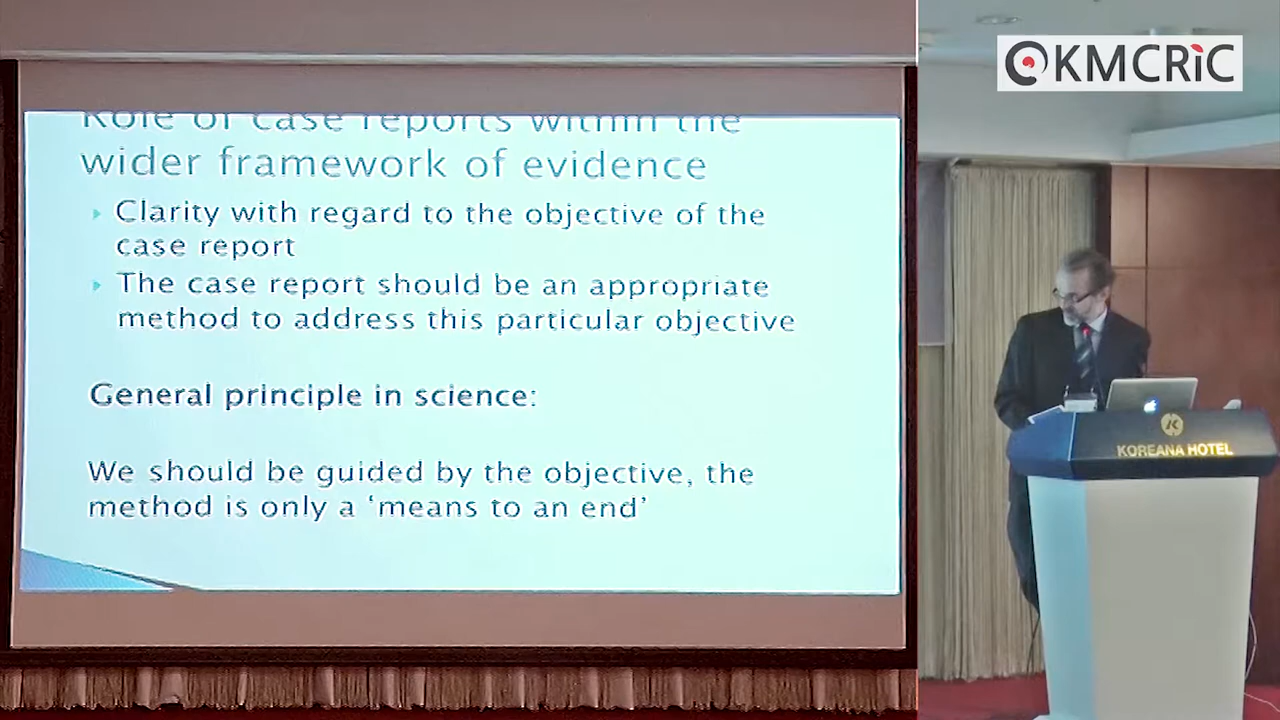 Role of case reports within the
wider framework of evidence
Clarity with regard to the objective of the
case report
The case report should be an appropriate
method to address this particular objective
General principle in science:
We should be guided by the objective, the
method is only a ‘means to an end’
KMCRiC
K
KOREANA HOTEL